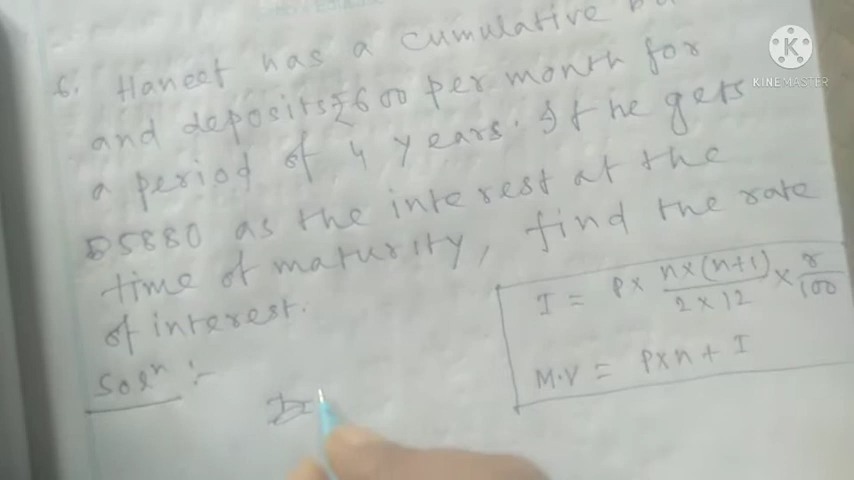 6. Haneef has a cumulative
and deposits ₹600 per month for
a period of 4 years. If he gets
5880 as the interest at the
time of maturity, find the rate
of interest.
I = P× n×(n+1)/2×12 × r/100
M.V = P×n + I
Solⁿ :-
K
KINEMASTER